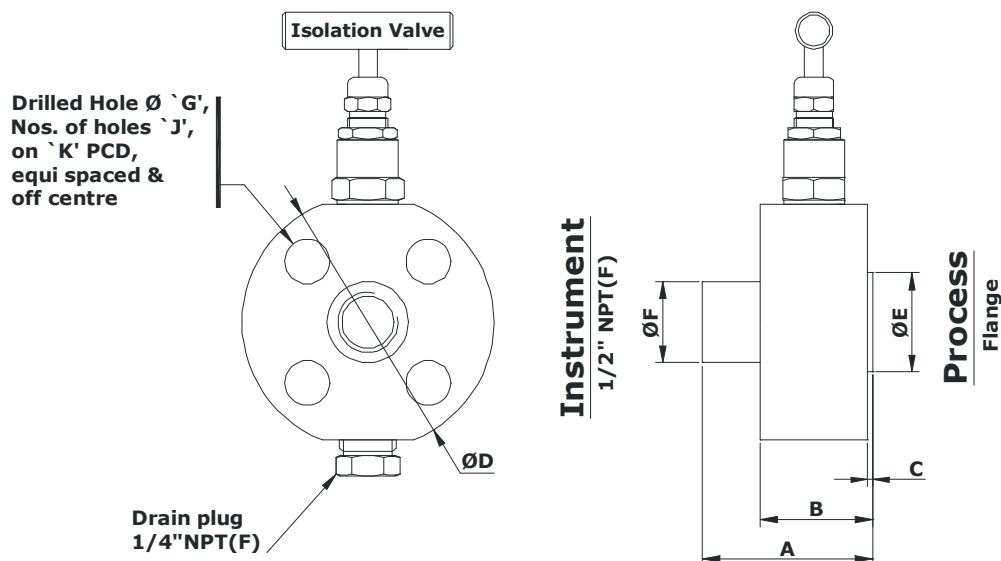 Isolation Valve
Drilled Hole Ø `G',
Nos. of holes `J',
on `K' PCD,
equi spaced &
off centre
ØD
Drain plug
1/4"NPT(F)
Instrument
1/2" NPT(F)
ØF
ØE
Process
Flange
C
B
A